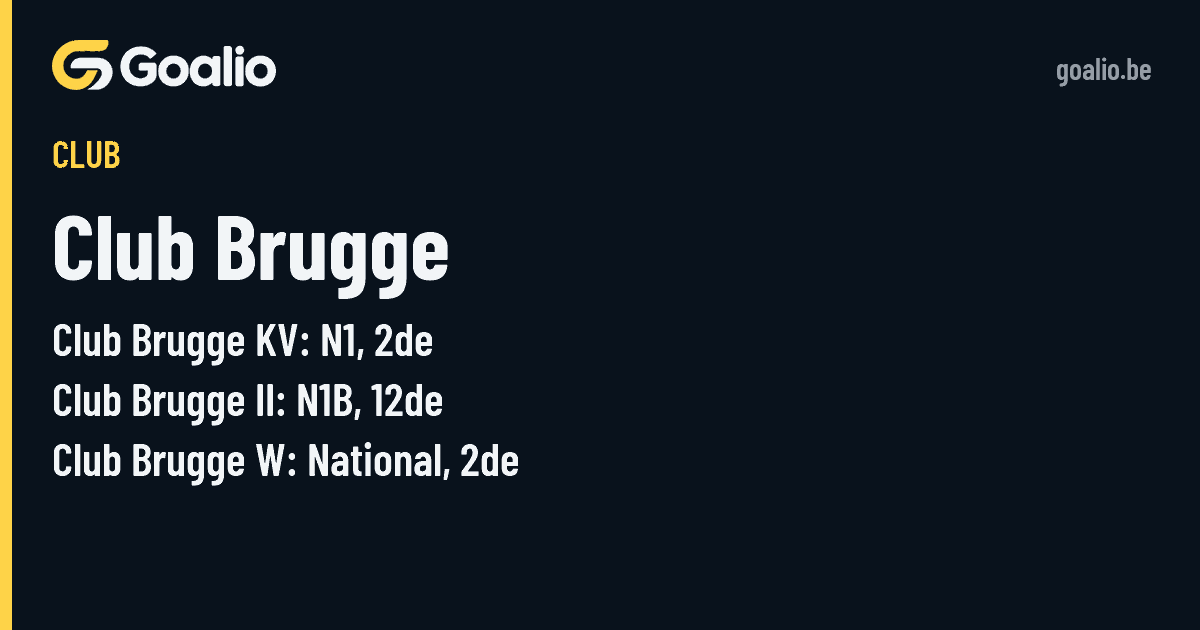 Goalio
goalio.be
CLUB
Club Brugge
Club Brugge KV: N1, 2de
Club Brugge II: N1B, 12de
Club Brugge W: National, 2de